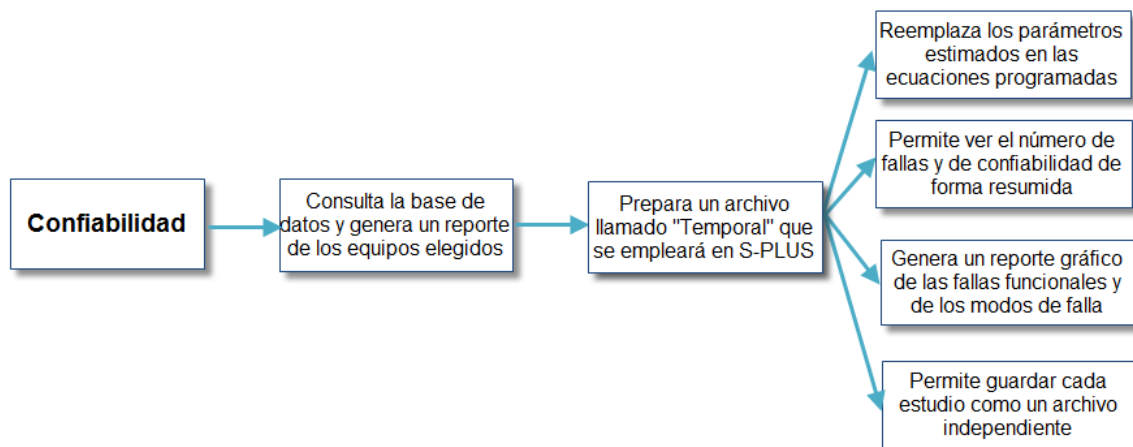 Confiabilidad
Consulta la base de
datos y genera un reporte
de los equipos elegidos
Prepara un archivo
llamado "Temporal" que
se empleará en S-PLUS
Reemplaza los parámetros
estimados en las
ecuaciones programadas
Permite ver el número de
fallas y de confiabilidad de
forma resumida
Genera un reporte gráfico
de las fallas funcionales y
de los modos de falla
Permite guardar cada
estudio como un archivo
independiente